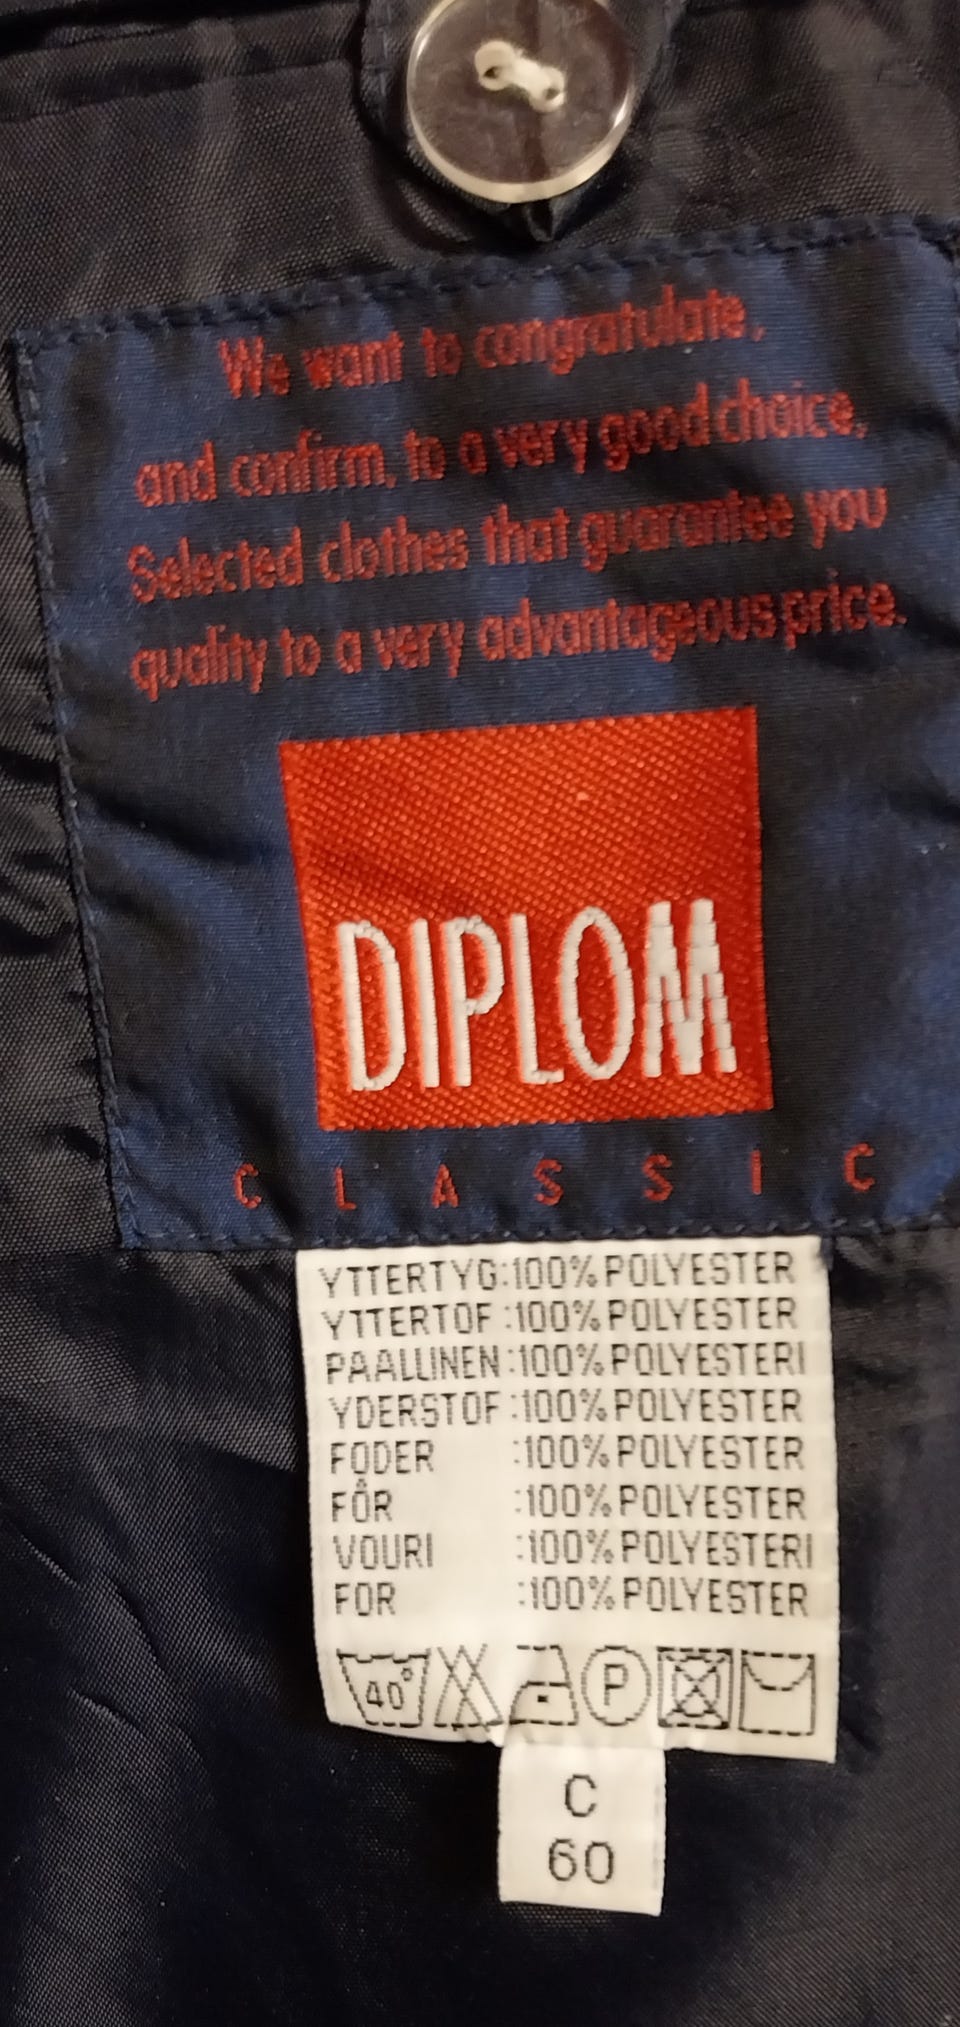 We want to congratulate,
and confirm, to a very good choice.
Selected clothes that guarantee you
quality to a very advantageous price.
DIPLOM
CLASSIC
YTTERTYG:100% POLYESTER
YTTERTOF :100% POLYESTER
PAALLINEN:100% POLYESTERI
YDERSTOF :100% POLYESTER
FODER :100% POLYESTER
FÔR :100% POLYESTER
VOURI :100% POLYESTERI
FOR :100% POLYESTER
40° P
C
60